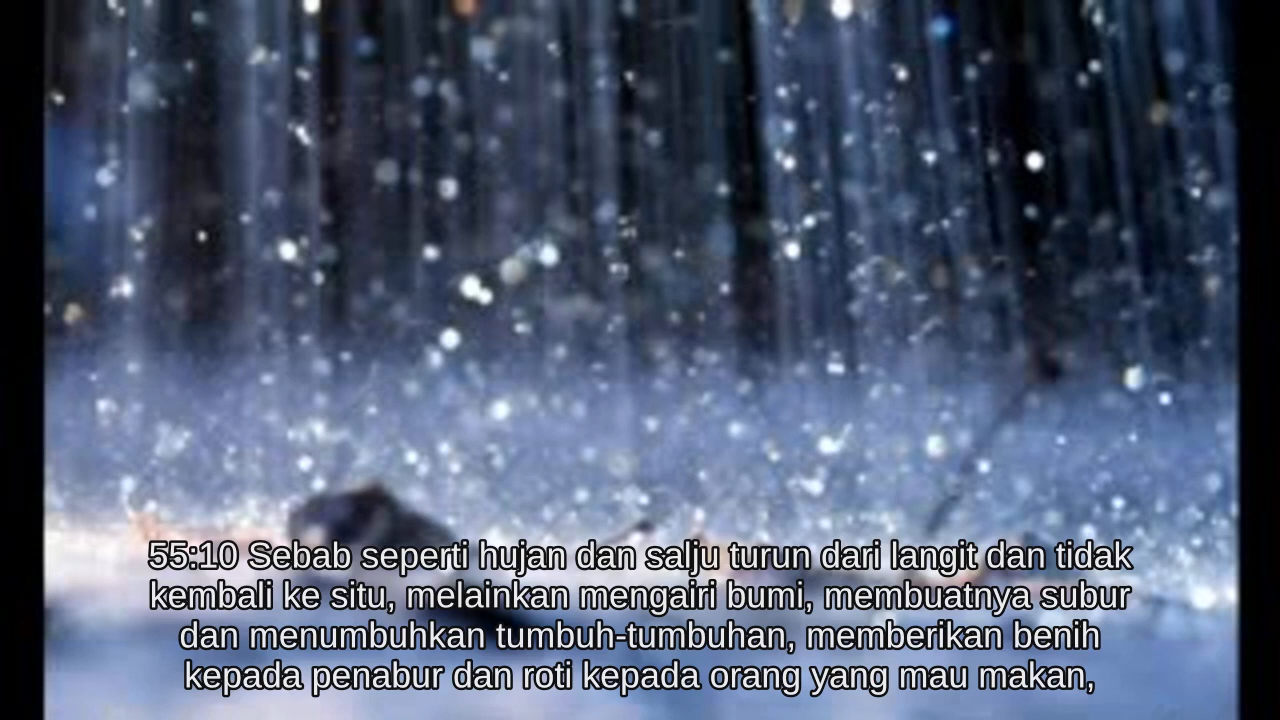 55:10 Sebab seperti hujan dan salju turun dari langit dan tidak
kembali ke situ, melainkan mengairi bumi, membuatnya subur
dan menumbuhkan tumbuh-tumbuhan, memberikan benih
kepada penabur dan roti kepada orang yang mau makan,